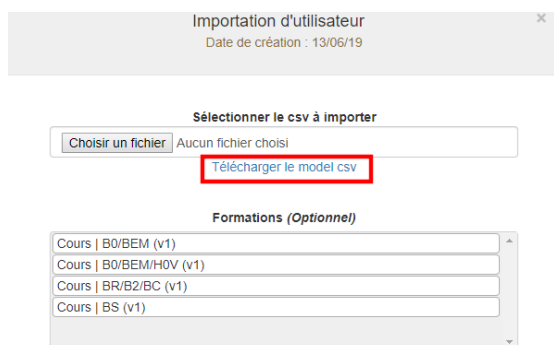 Importation d'utilisateur
×
Date de création : 13/06/19
Sélectionner le csv à importer
Choisir un fichier Aucun fichier choisi
Télécharger le model csv
Formations (Optionnel)
Cours | B0/BEM (v1)
Cours | B0/BEM/H0V (v1)
Cours | BR/B2/BC (v1)
Cours | BS (v1)